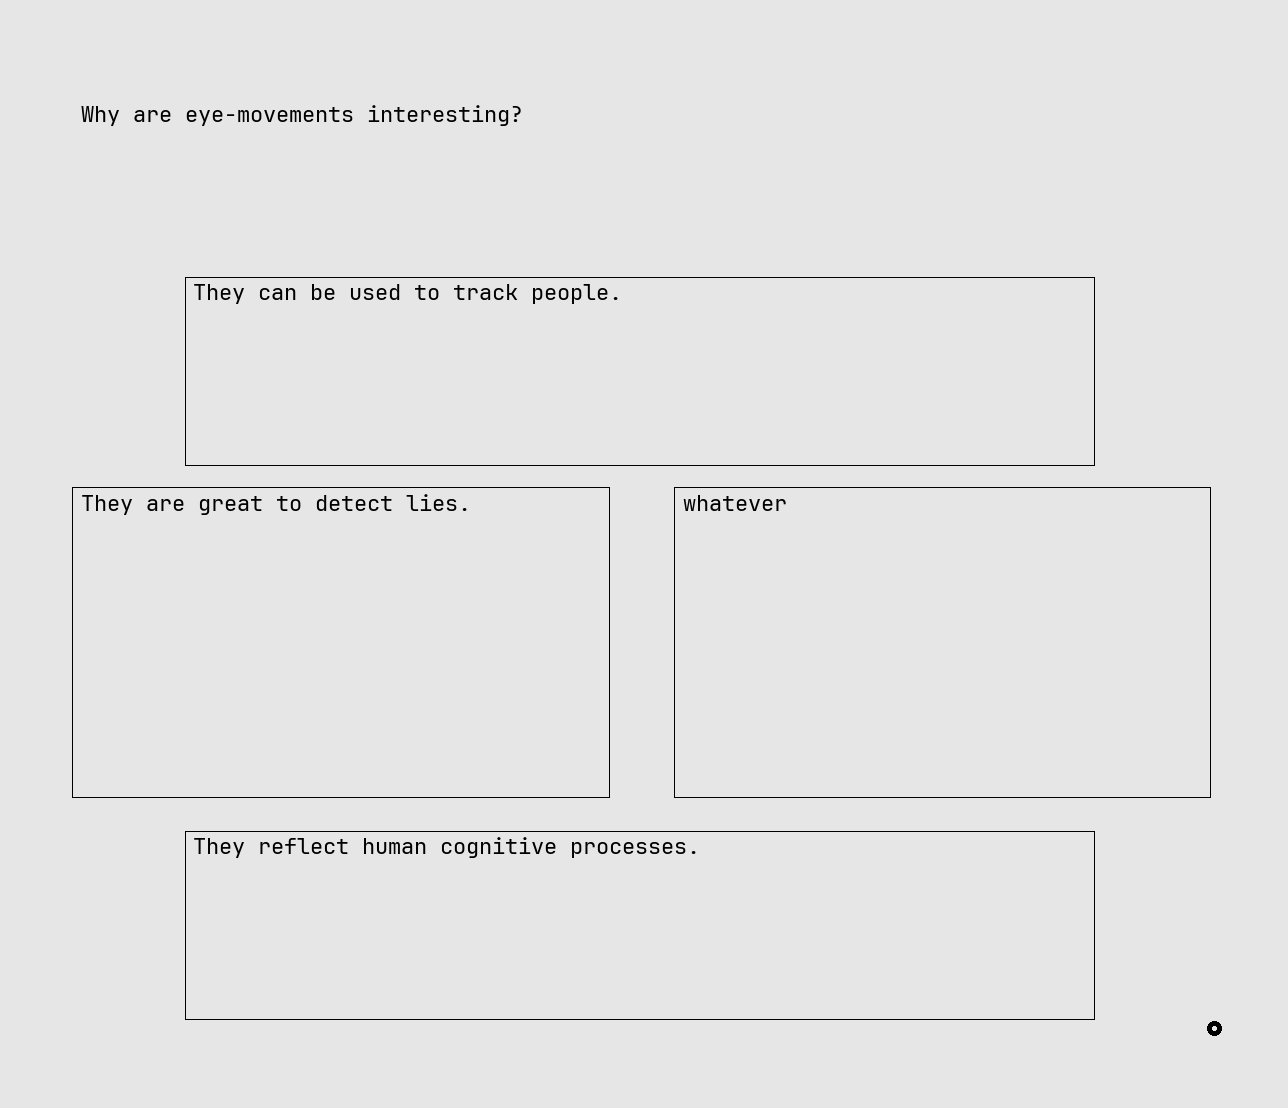 Why are eye-movements interesting?
They can be used to track people.
They are great to detect lies.
whatever
They reflect human cognitive processes.